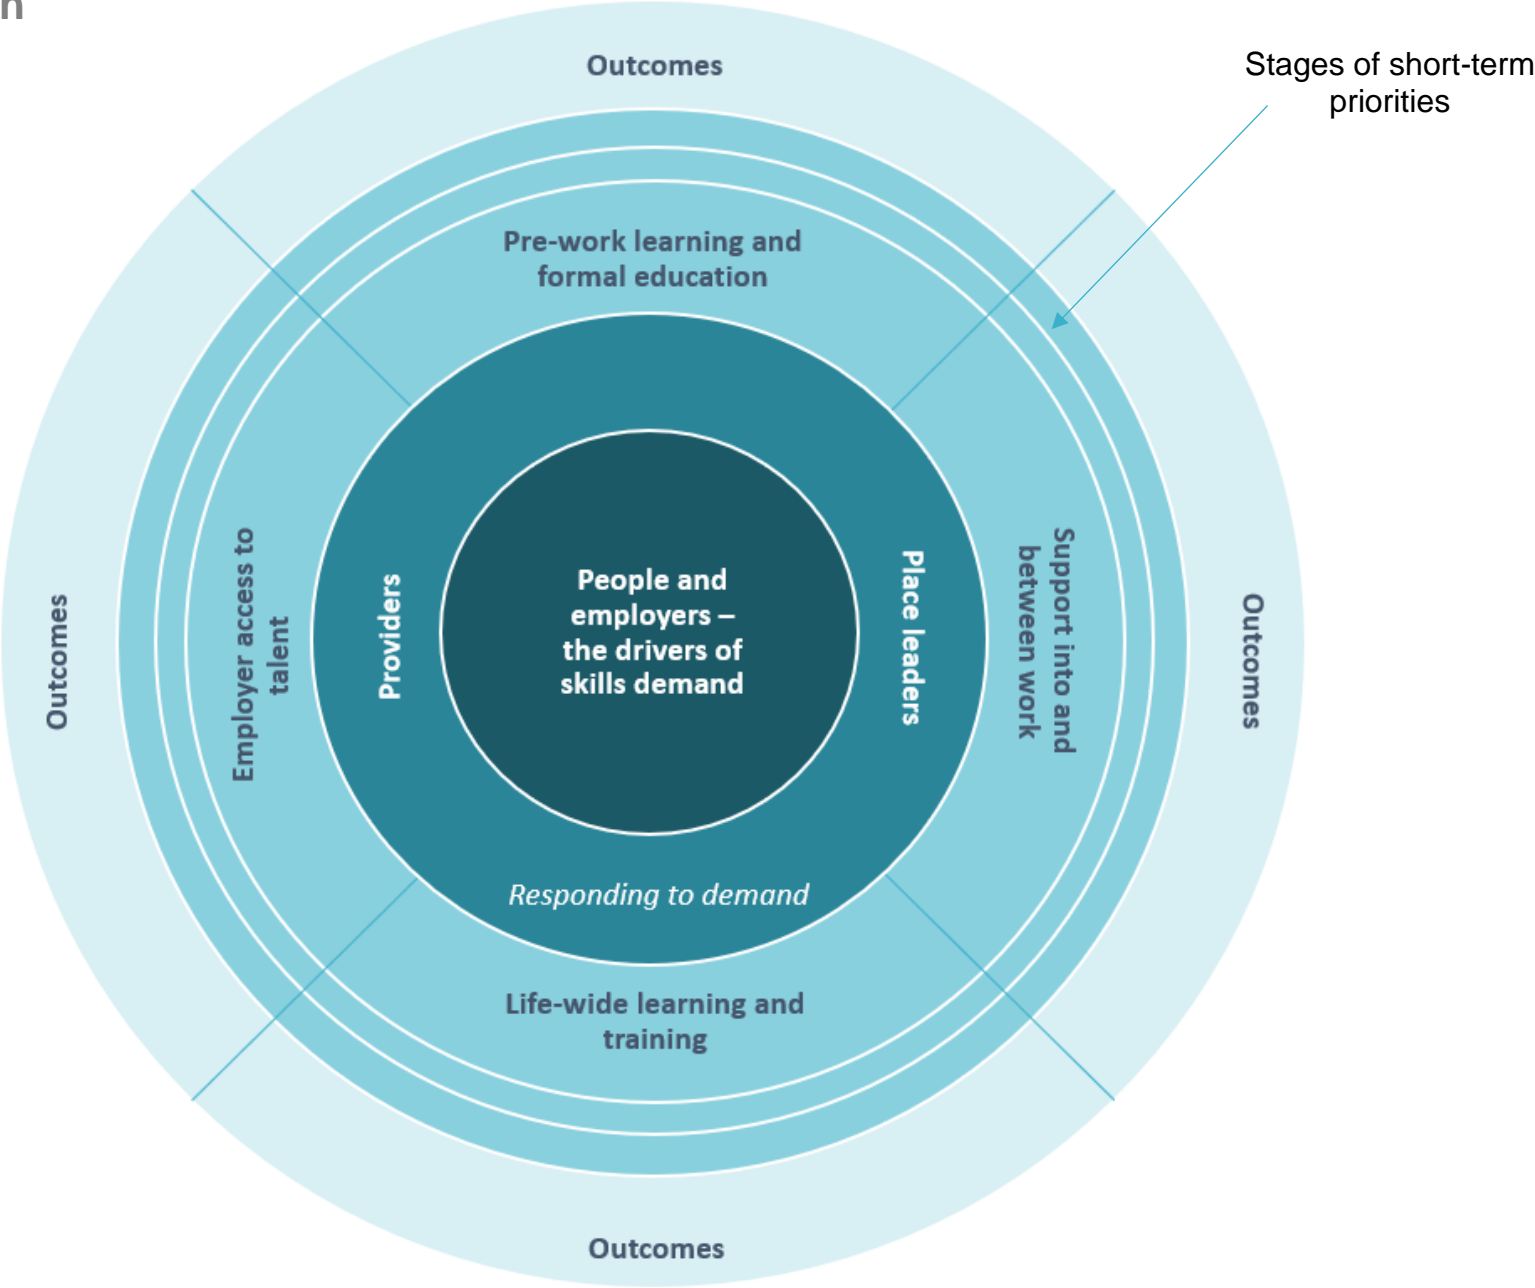 n
Outcomes
Stages of short-term
priorities
Pre-work learning and
formal education
Employer access to
talent
Providers
People and
employers –
the drivers of
skills demand
Place leaders
Support into and
between work
Outcomes
Outcomes
Responding to demand
Life-wide learning and
training
Outcomes